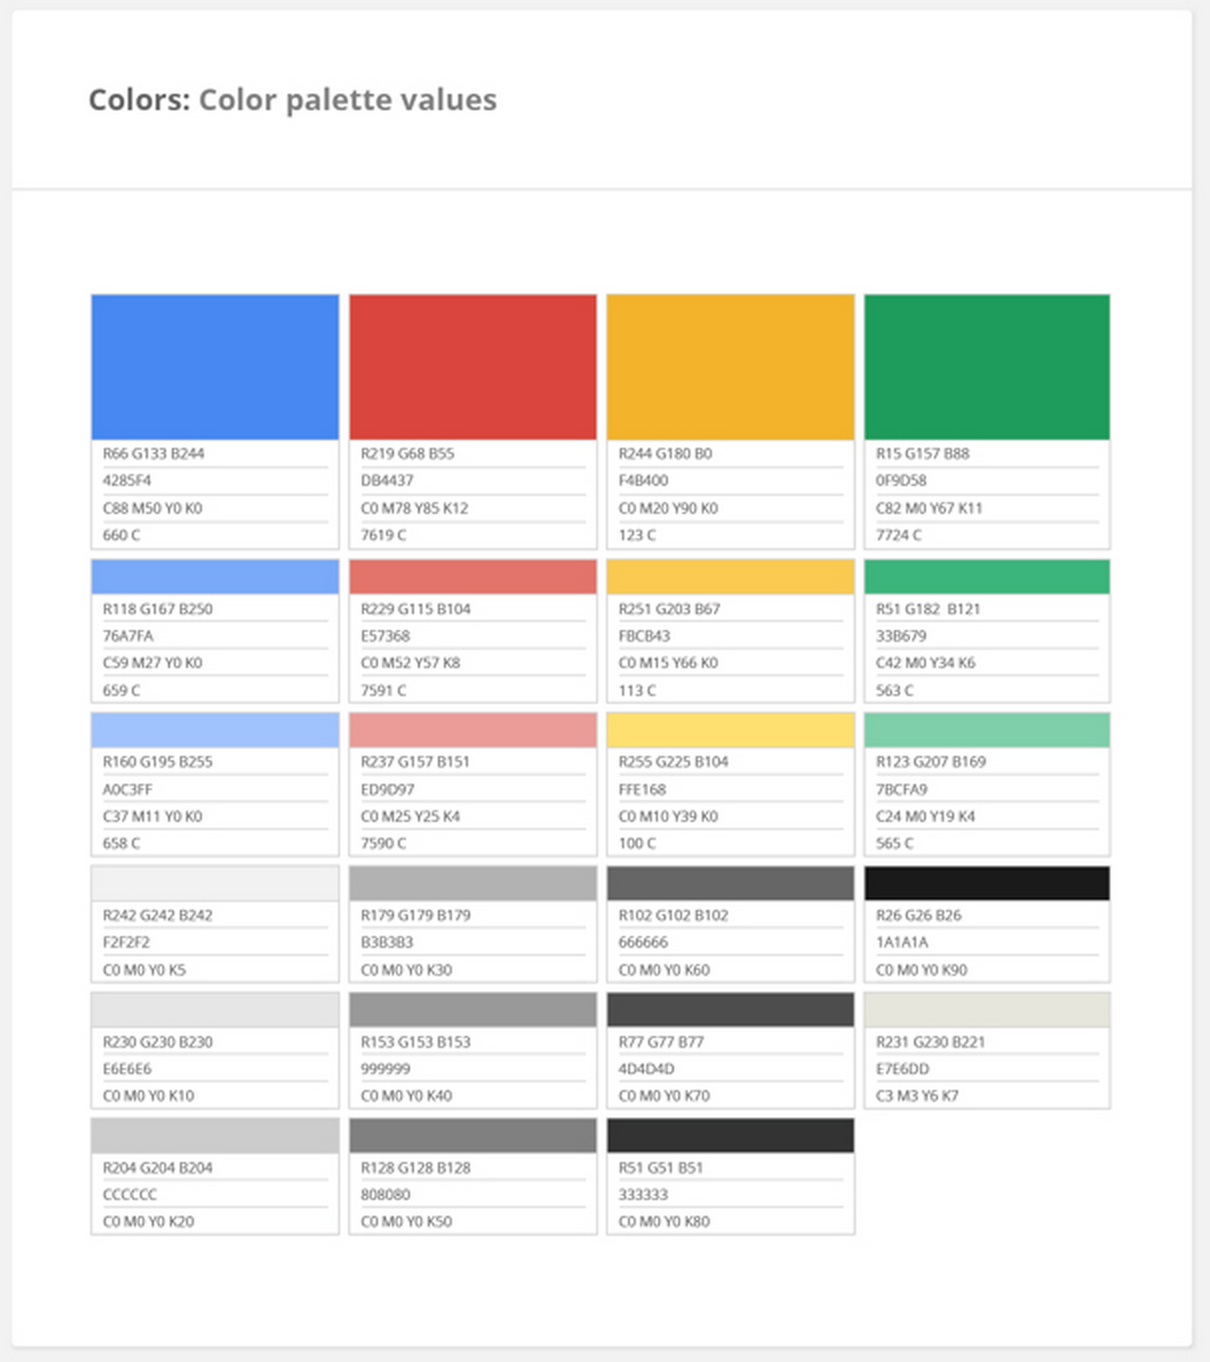 Colors: Color palette values
R66 G133 B244
4285F4
C88 M50 Y0 K0
660 C
R219 G68 B55
DB4437
C0 M78 Y85 K12
7619 C
R244 G180 B0
F4B400
C0 M20 Y90 K0
123 C
R15 G157 B88
0F9D58
C82 M0 Y67 K11
7724 C
R118 G167 B250
76A7FA
C59 M27 Y0 K0
659 C
R229 G115 B104
E57368
C0 M52 Y57 K8
7591 C
R251 G203 B67
FBCB43
C0 M15 Y66 K0
113 C
R51 G182  B121
33B679
C42 M0 Y34 K6
563 C
R160 G195 B255
A0C3FF
C37 M11 Y0 K0
658 C
R237 G157 B151
ED9D97
C0 M25 Y25 K4
7590 C
R255 G225 B104
FFE168
C0 M10 Y39 K0
100 C
R123 G207 B169
7BCFA9
C24 M0 Y19 K4
565 C
R242 G242 B242
F2F2F2
C0 M0 Y0 K5
R179 G179 B179
B3B3B3
C0 M0 Y0 K30
R102 G102 B102
666666
C0 M0 Y0 K60
R26 G26 B26
1A1A1A
C0 M0 Y0 K90
R230 G230 B230
E6E6E6
C0 M0 Y0 K10
R153 G153 B153
999999
C0 M0 Y0 K40
R77 G77 B77
4D4D4D
C0 M0 Y0 K70
R231 G230 B221
E7E6DD
C3 M3 Y6 K7
R204 G204 B204
CCCCCC
C0 M0 Y0 K20
R128 G128 B128
808080
C0 M0 Y0 K50
R51 G51 B51
333333
C0 M0 Y0 K80